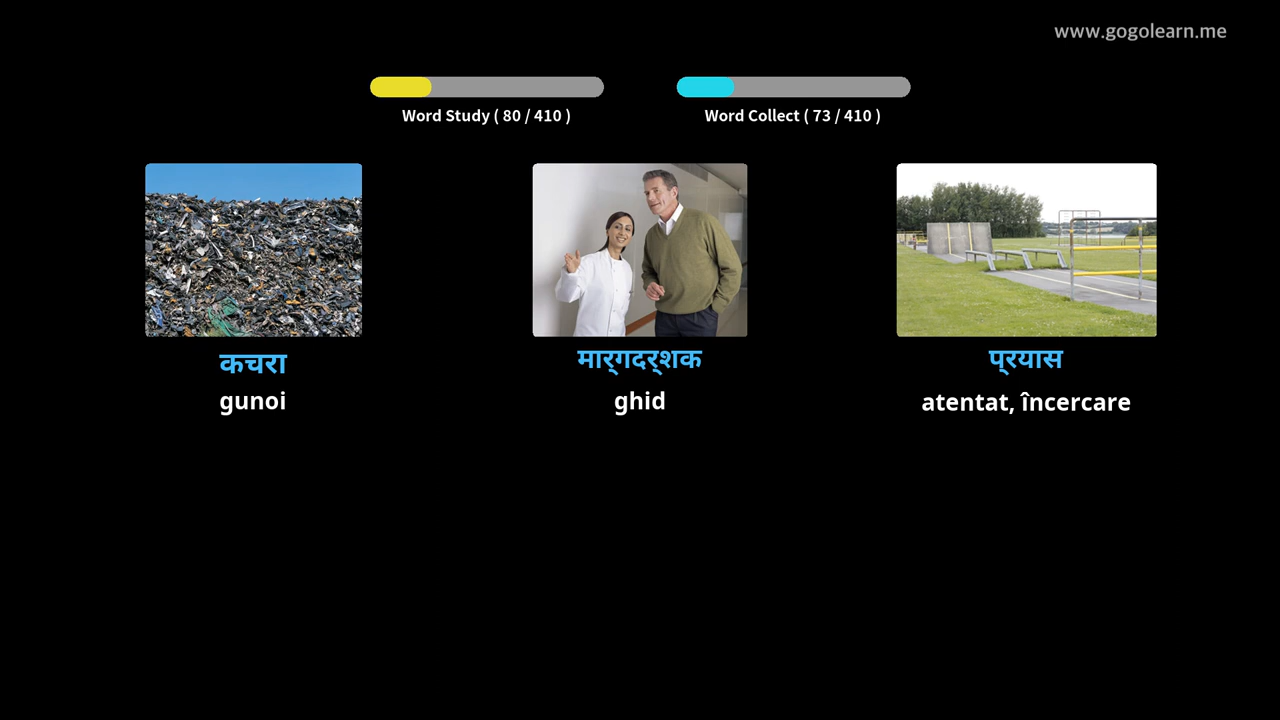 www.gogolearn.me
Word Study ( 80 / 410 )
Word Collect ( 73 / 410 )
कचरा
मार्‌गदर्‌शक
प्‌रयास
gunoi
ghid
atentat, încercare